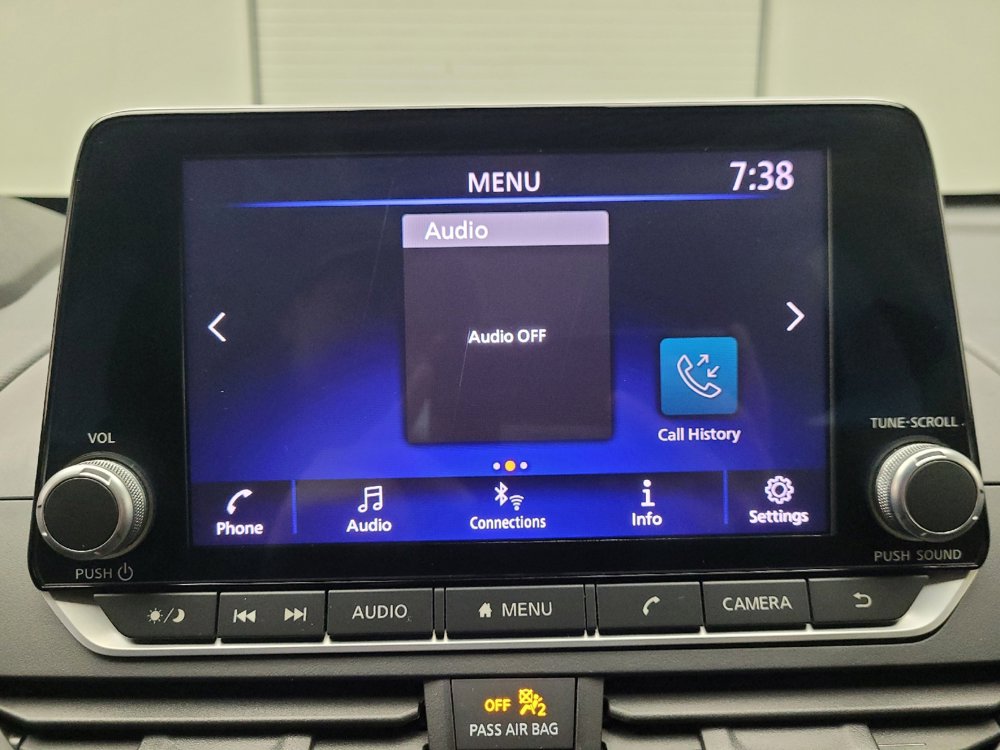 MENU
7:38
Audio
Audio OFF
Call History
VOL
TUNE·SCROLL
Phone
Audio
Connections
Info
Settings
PUSH
PUSH SOUND
AUDIO
MENU
CAMERA
OFF
2
PASS AIR BAG